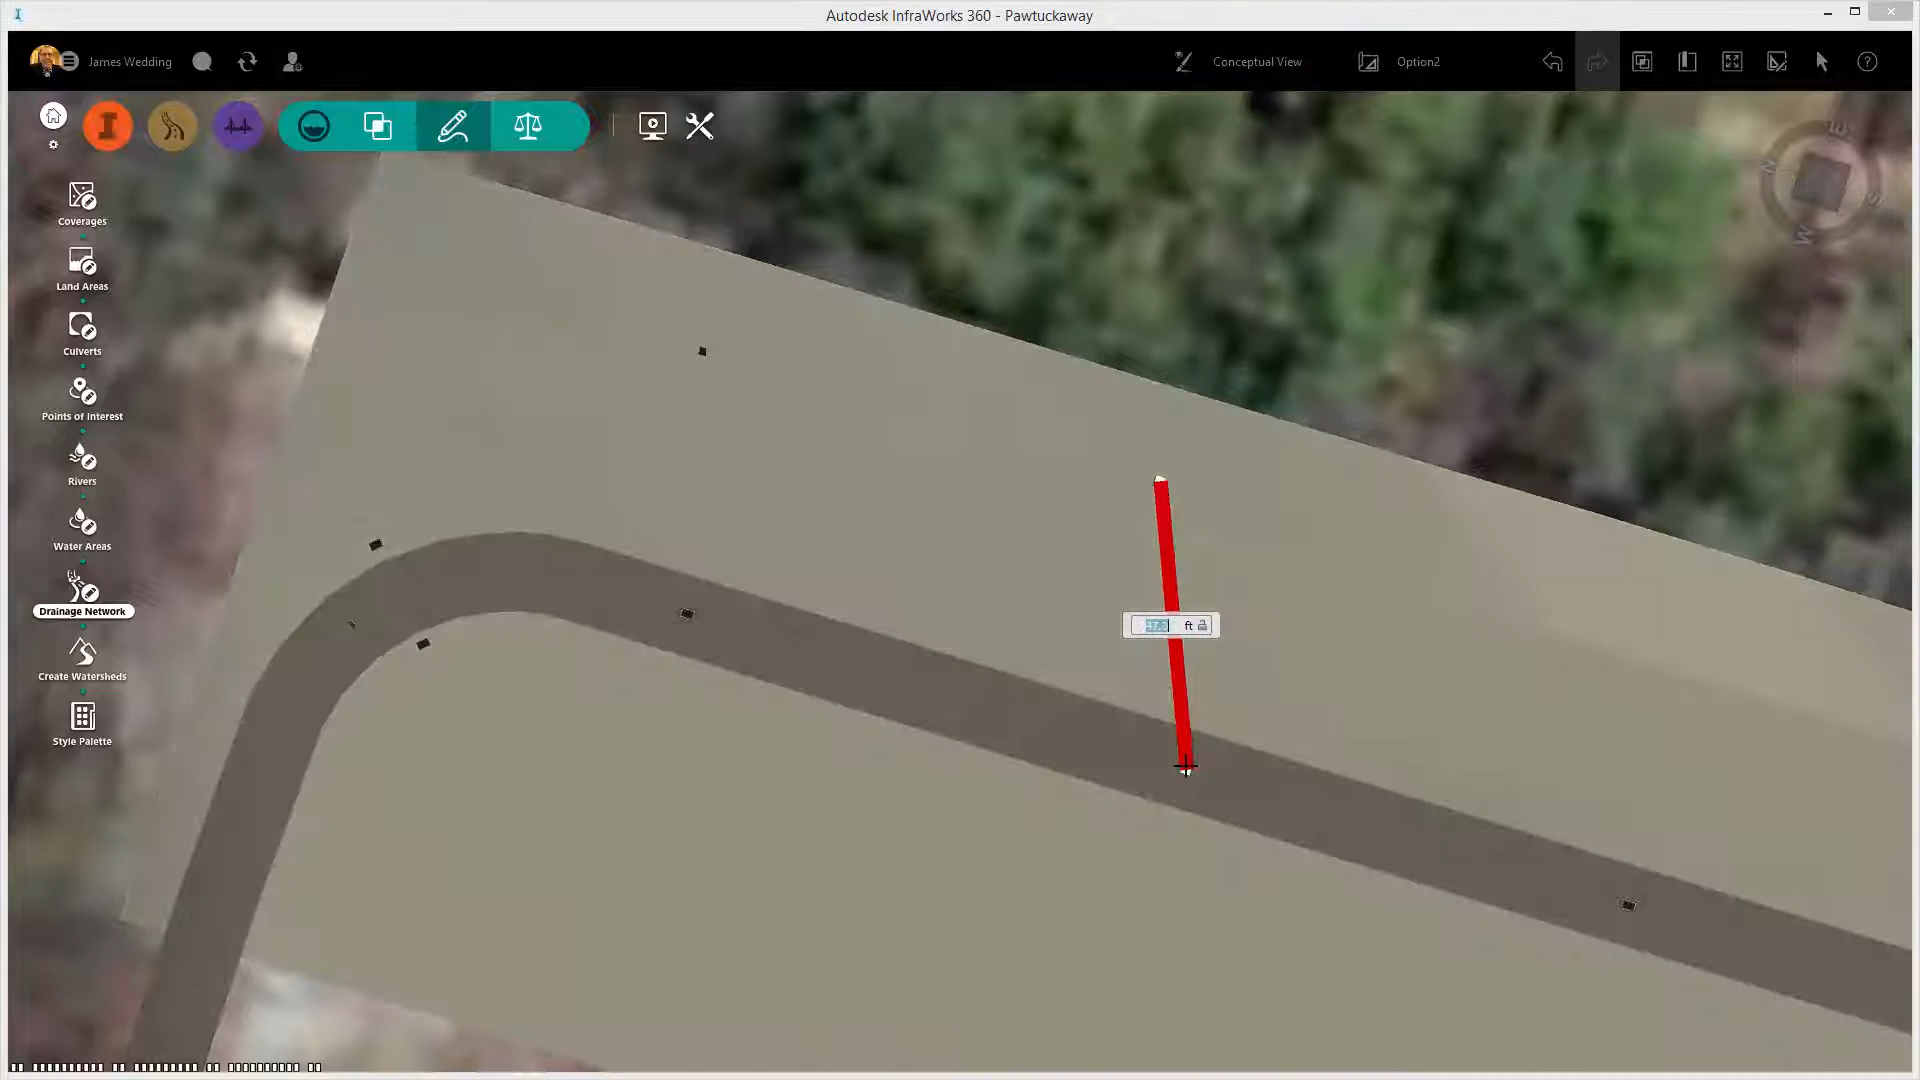 Autodesk InfraWorks 360 - Pawtuckaway
James Wedding
Conceptual View
Option2
Coverages
Land Areas
Culverts
Points of Interest
Rivers
Water Areas
Drainage Network
Create Watersheds
Style Palette
ft